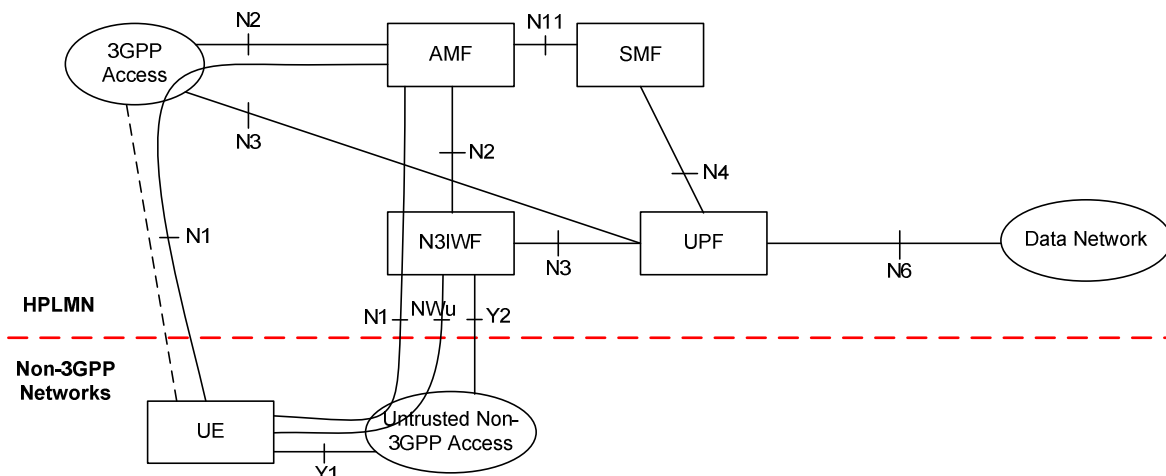 N2
N11
3GPP
Access
AMF
SMF
N3
N2
N4
N1
N3IWF
UPF
Data Network
N3
N6
HPLMN
N1
NWu
Y2
Non-3GPP
Networks
UE
Untrusted Non-
3GPP Access
Y1